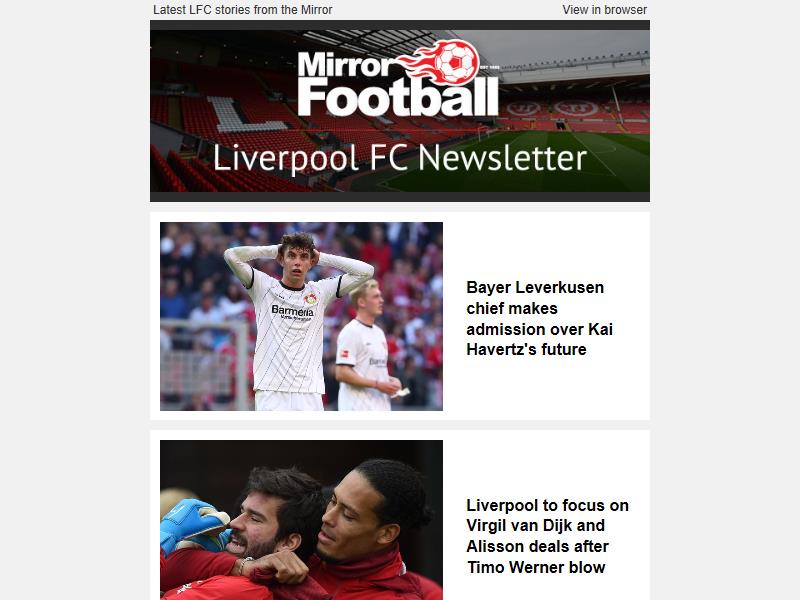 Latest LFC stories from the Mirror
View in browser
Mirror
Football
Liverpool FC Newsletter
Bayer Leverkusen
chief makes
admission over Kai
Havertz's future
Barmenia
Liverpool to focus on
Virgil van Dijk and
Alisson deals after
Timo Werner blow